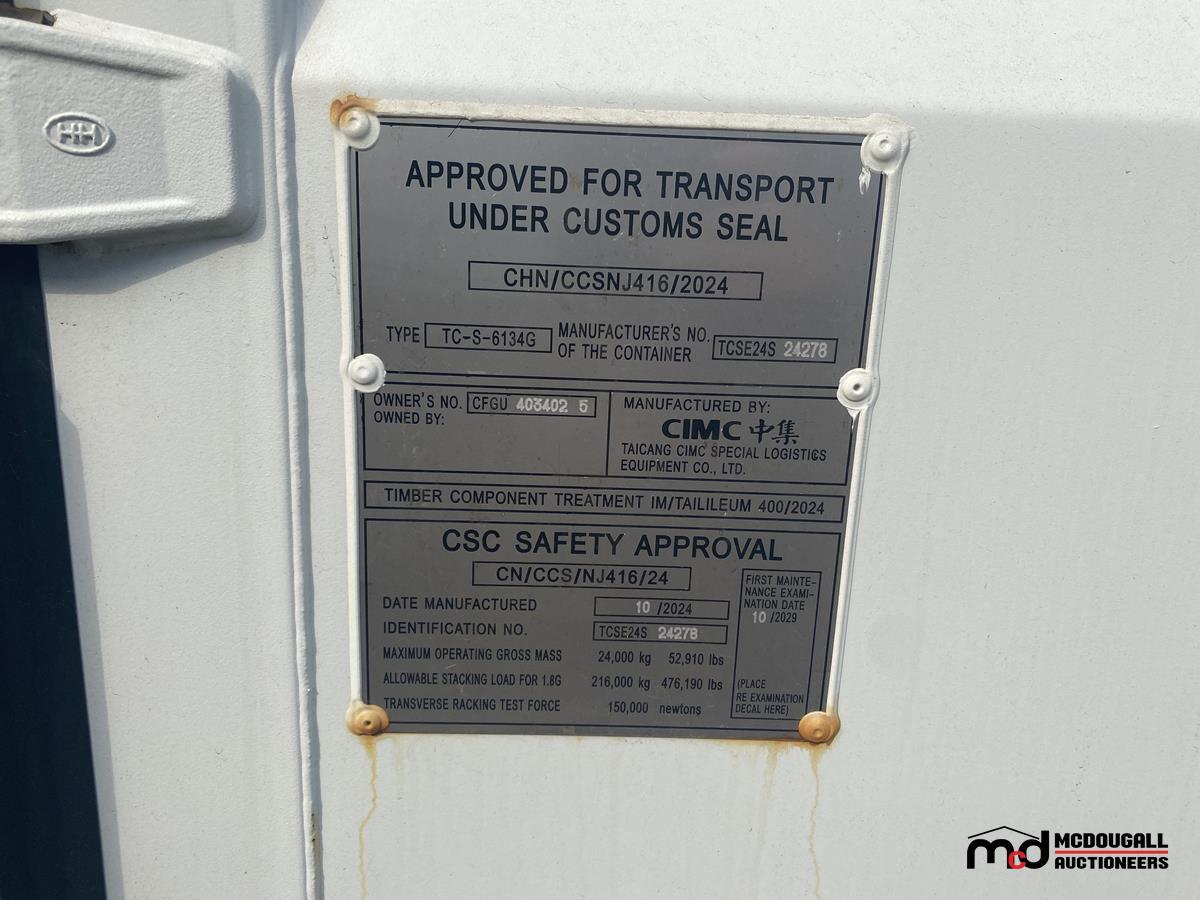 HH
APPROVED FOR TRANSPORT
UNDER CUSTOMS SEAL
CHN/CCSNJ416/2024
TYPE TC-S-6134G MANUFACTURER'S NO. OF THE CONTAINER TCSE24S 24278
OWNER'S NO. CFGU 403402 5
OWNED BY:
MANUFACTURED BY:
CIMC 中集
TAICANG CIMC SPECIAL LOGISTICS
EQUIPMENT CO., LTD.
TIMBER COMPONENT TREATMENT IM/TAILILEUM 400/2024
CSC SAFETY APPROVAL
CN/CCS/NJ416/24
DATE MANUFACTURED 10 /2024
IDENTIFICATION NO. TCSE24S 24278
MAXIMUM OPERATING GROSS MASS 24,000 kg 52,910 lbs
ALLOWABLE STACKING LOAD FOR 1.8G 216,000 kg 476,190 lbs
TRANSVERSE RACKING TEST FORCE 150,000 newtons
FIRST MAINTE-
NANCE EXAMI-
NATION DATE
10 /2029
(PLACE
RE EXAMINATION
DECAL HERE)
mcd MCDOUGALL
AUCTIONEERS